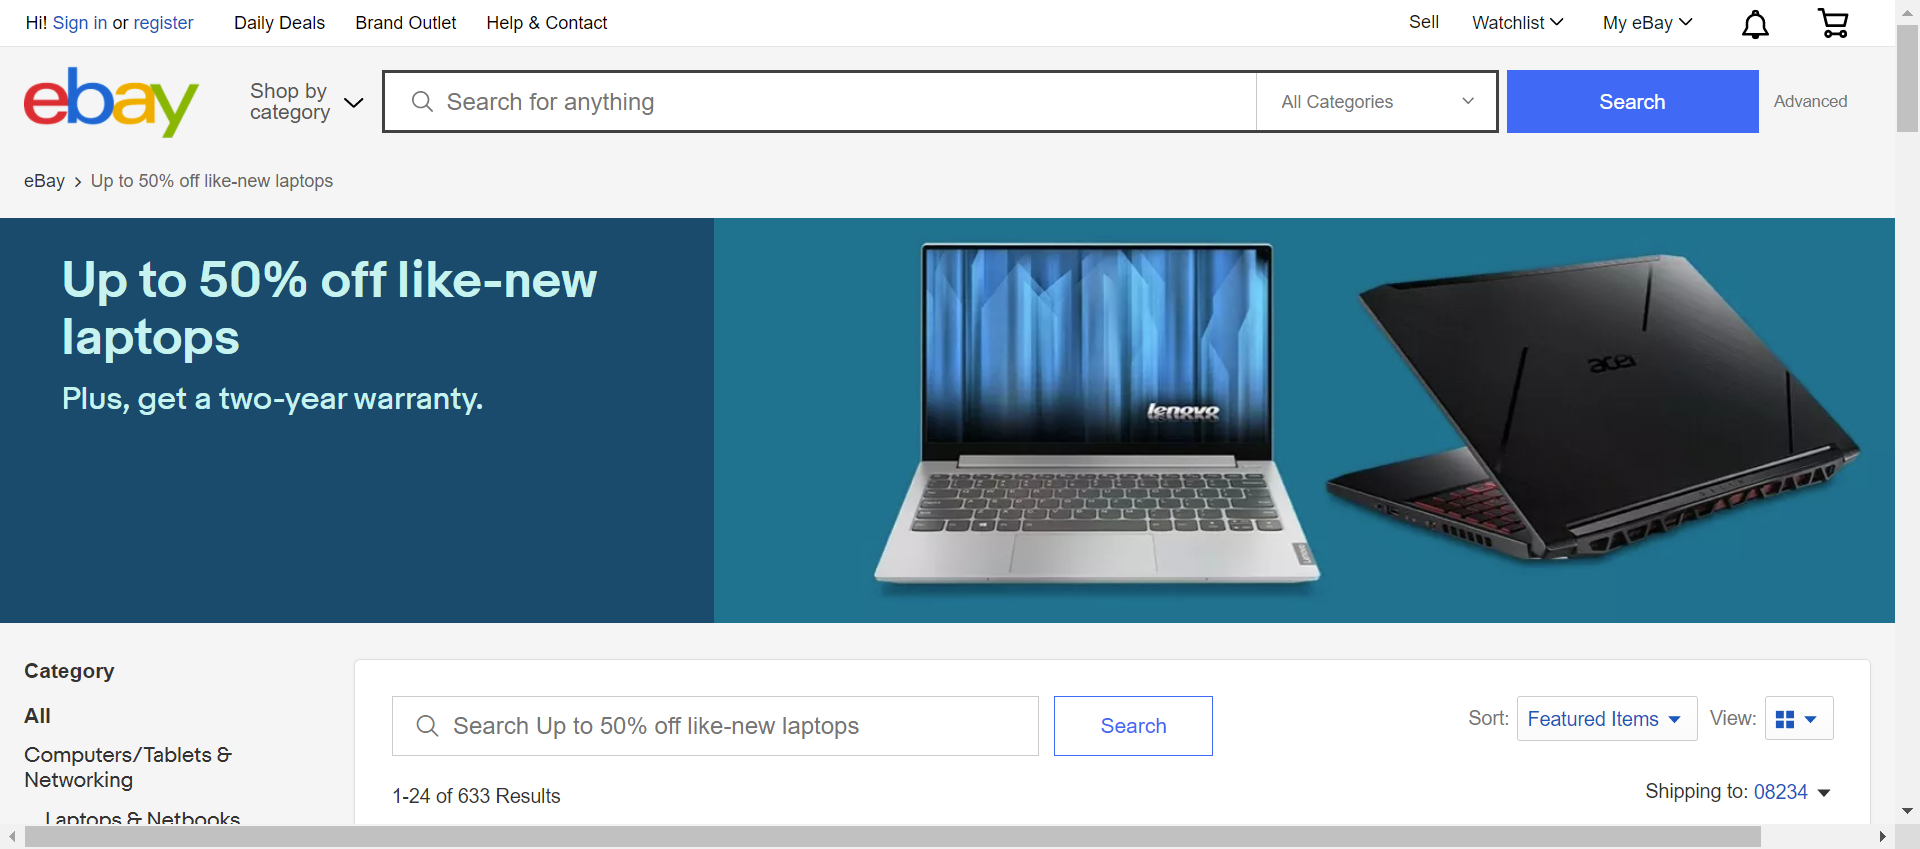 Hi! Sign in or register Daily Deals Brand Outlet Help & Contact Sell Watchlist My eBay
ebay
Shop by category
Search for anything
All Categories
Search
Advanced
eBay > Up to 50% off like-new laptops
Up to 50% off like-new
laptops
Plus, get a two-year warranty.
lenovo
acer
Lenovo
Category
All
Computers/Tablets &
Networking
Laptops & Netbooks
Search Up to 50% off like-new laptops
Search
Sort: Featured Items
View:
1-24 of 633 Results
Shipping to: 08234